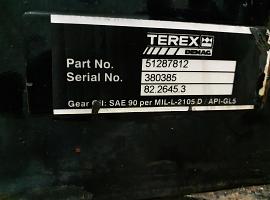 TEREX
DEMAG
Part No. 51287812
Serial No. 380385
82.2645.3
Gear Oil: SAE 90 per MIL-L-2105 D / API-GL5